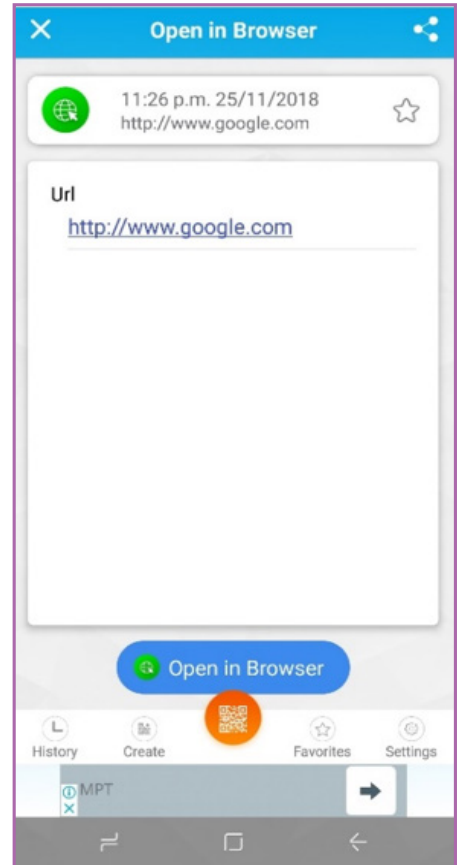 Open in Browser
11:26 p.m. 25/11/2018
http://www.google.com
Url
http://www.google.com
Open in Browser
History Create Favorites Settings
MPT